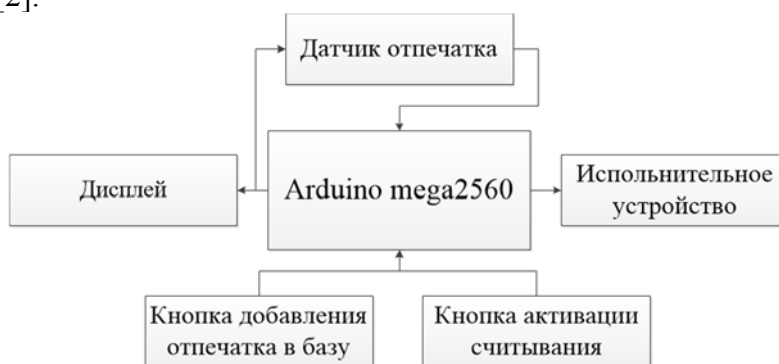 2].
Датчик отпечатка
Дисплей
Arduino mega2560
Испольнительное
устройство
Кнопка добавления
отпечатка в базу
Кнопка активации
считывания